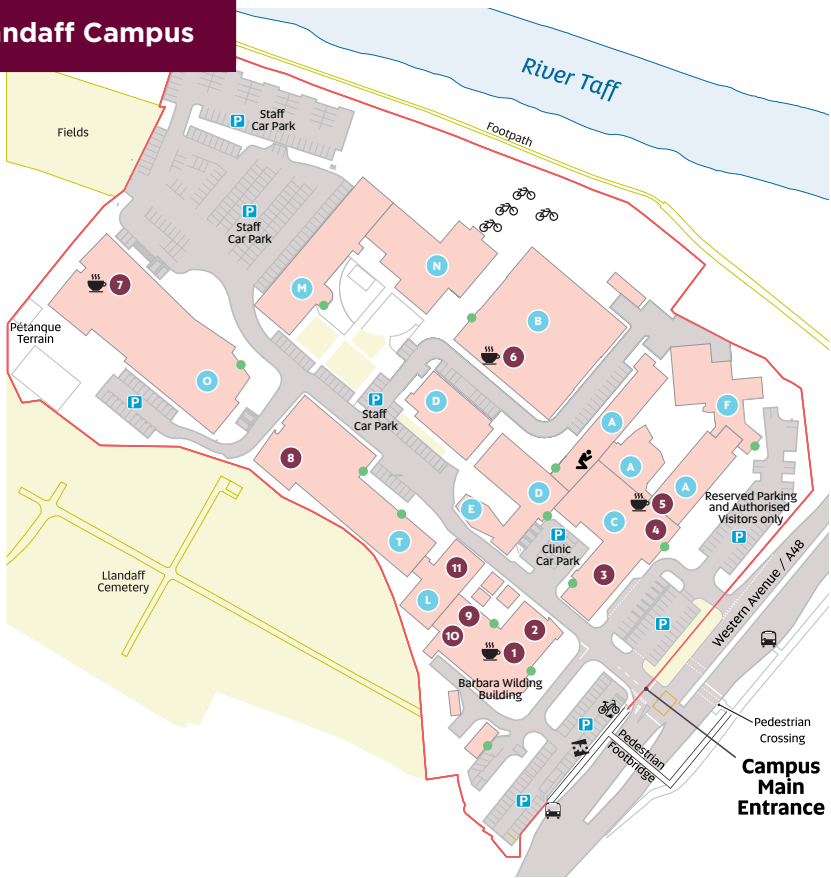 ndaff Campus
River Taff
Footpath
Fields
P
Staff
Car Park
P
Staff
Car Park
7
M
N
B
6
Pétanque
Terrain
O
P
P
Staff
Car Park
D
A
F
8
A
A
D
E
C
5
4
Reserved Parking
and Authorised
Visitors only
P
P
Clinic
Car Park
T
3
11
L
9
10
2
1
Barbara Wilding
Building
Llandaff
Cemetery
P
Western Avenue / A48
P
P
Pedestrian
Footbridge
Pedestrian
Crossing
Campus
Main
Entrance